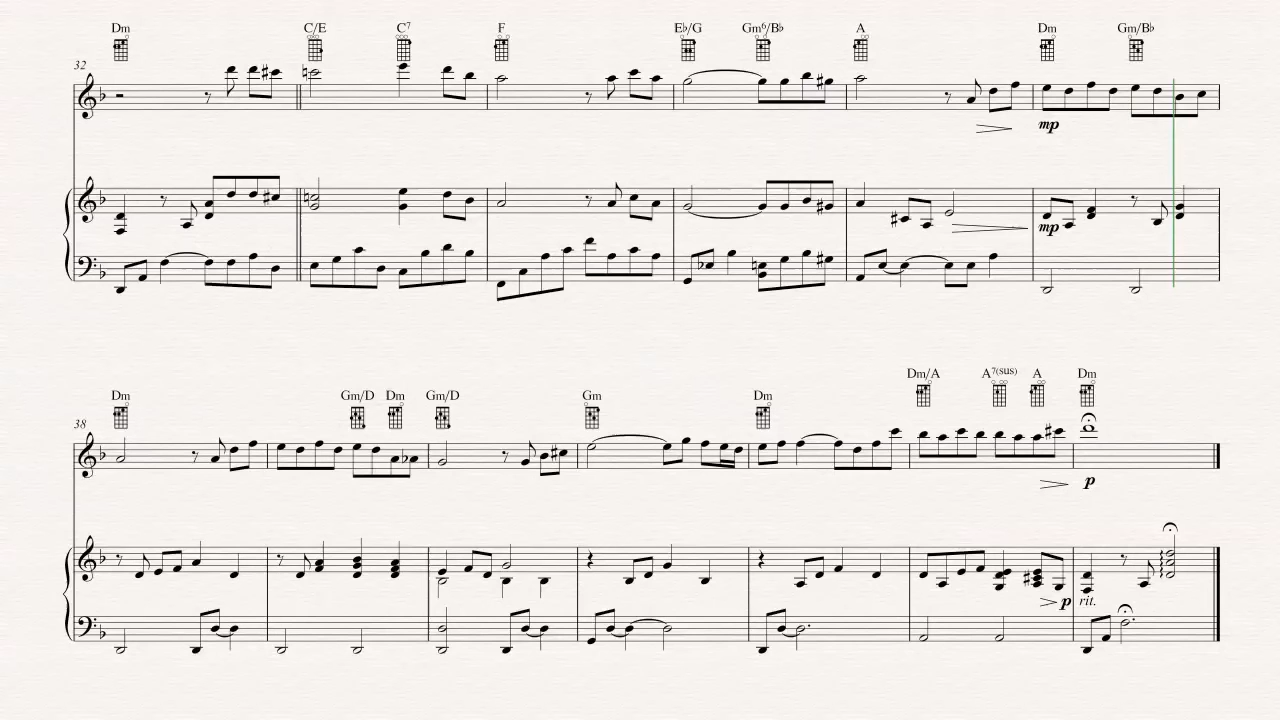 Dm C/E C7 F E♭/G Gm6/B♭ A Dm Gm/B♭
32
mp
mp
Dm/A A7(sus) A Dm
Dm Gm/D Dm Gm/D Gm Dm
38
p
p rit.